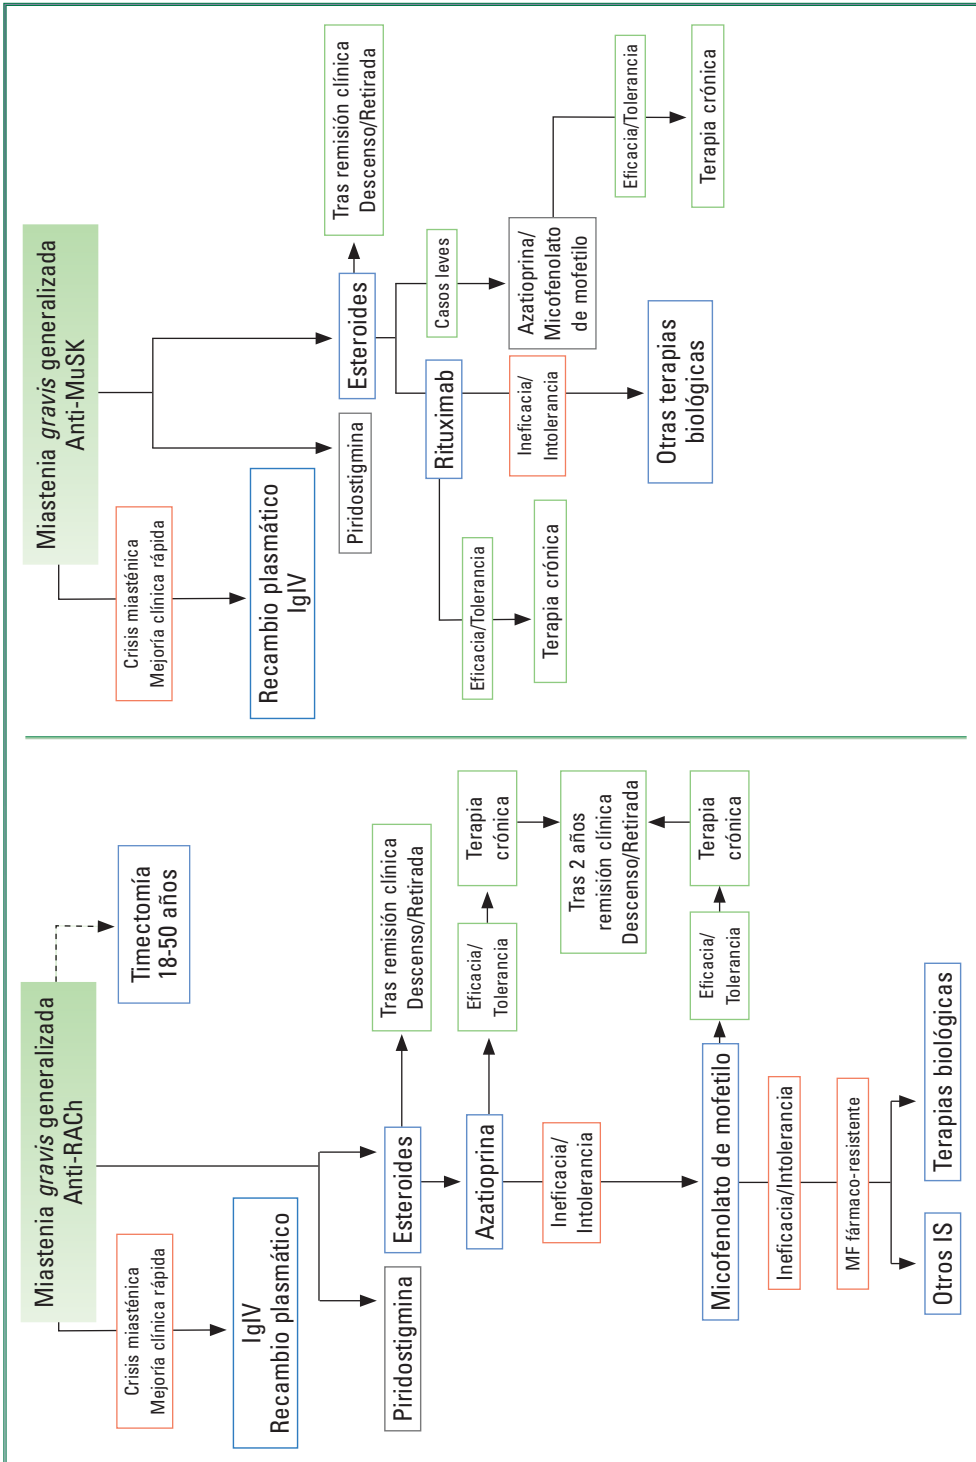 Miastenia gravis generalizada
Anti-RACh
Crisis miasténica
Mejoría clínica rápida
IgIV
Recambio plasmático
Timectomía
18-50 años
Piridostigmina
Esteroides
Tras remisión clínica
Descenso/Retirada
Azatioprina
Eficacia/
Tolerancia
Terapia
crónica
Tras 2 años
remisión clínica
Descenso/Retirada
Ineficacia/
Intolerancia
Micofenolato de mofetilo
Eficacia/
Tolerancia
Terapia
crónica
Ineficacia/Intolerancia
MF fármaco-resistente
Otros IS
Terapias biológicas
Miastenia gravis generalizada
Anti-MuSK
Crisis miasténica
Mejoría clínica rápida
Recambio plasmático
IgIV
Piridostigmina
Esteroides
Tras remisión clínica
Descenso/Retirada
Rituximab
Casos leves
Eficacia/Tolerancia
Terapia crónica
Ineficacia/
Intolerancia
Otras terapias
biológicas
Azatioprina/
Micofenolato
de mofetilo
Eficacia/Tolerancia
Terapia crónica